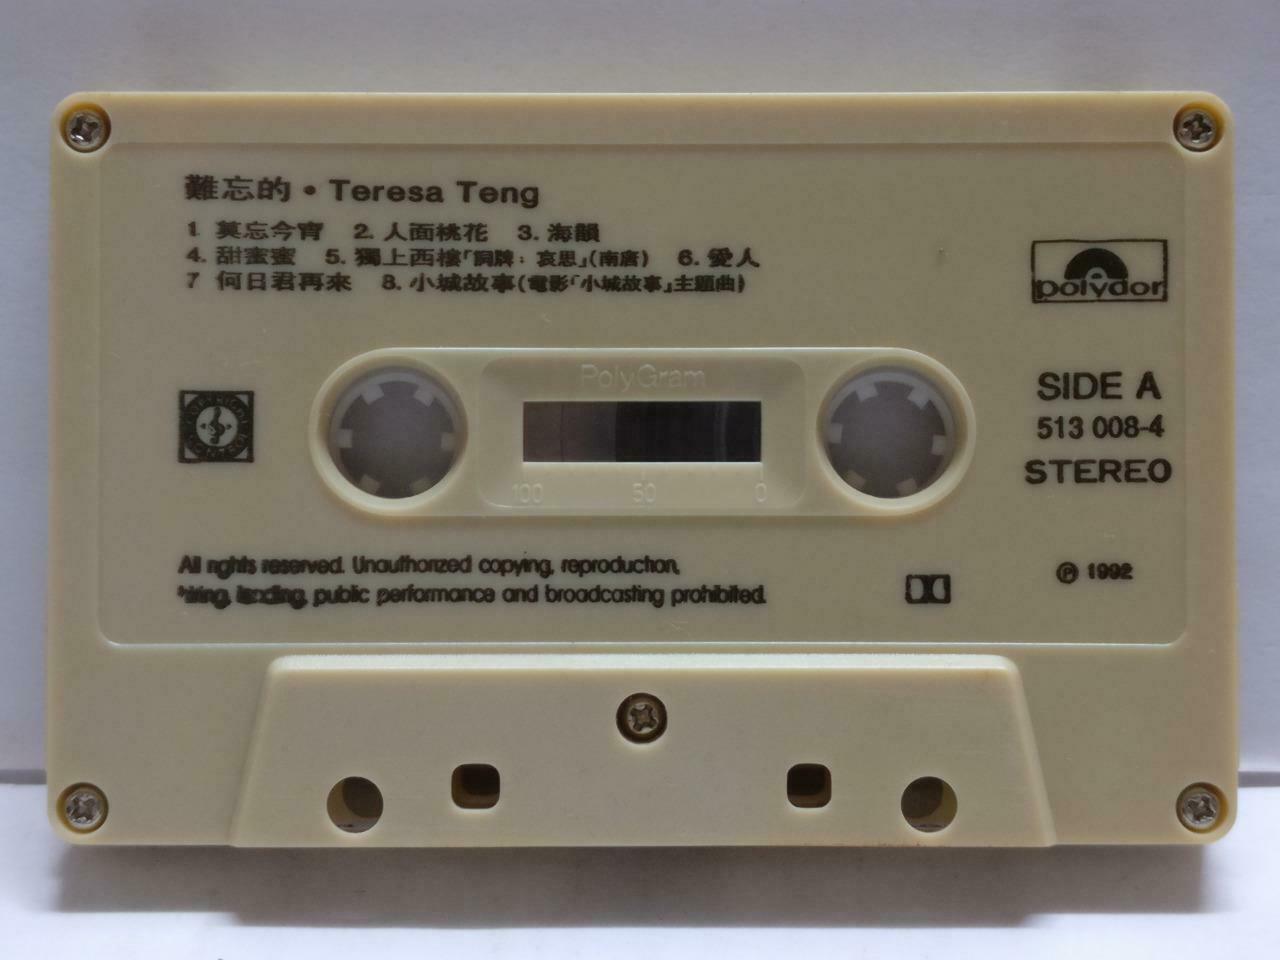 難忘的・Teresa Teng
1 莫忘今宵 2. 人面桃花 3. 海韻
4. 甜蜜蜜 5. 獨上西樓「詞牌：哀思」(南唐) 6. 愛人
7 何日君再來 8. 小城故事(電影「小城故事」主題曲)
polydor
PolyGram
SIDE A
513 008-4
STEREO
100 50 0
All rights reserved. Unauthorized copying, reproduction,
hiring, lending, public performance and broadcasting prohibited.
Ⓟ 1992